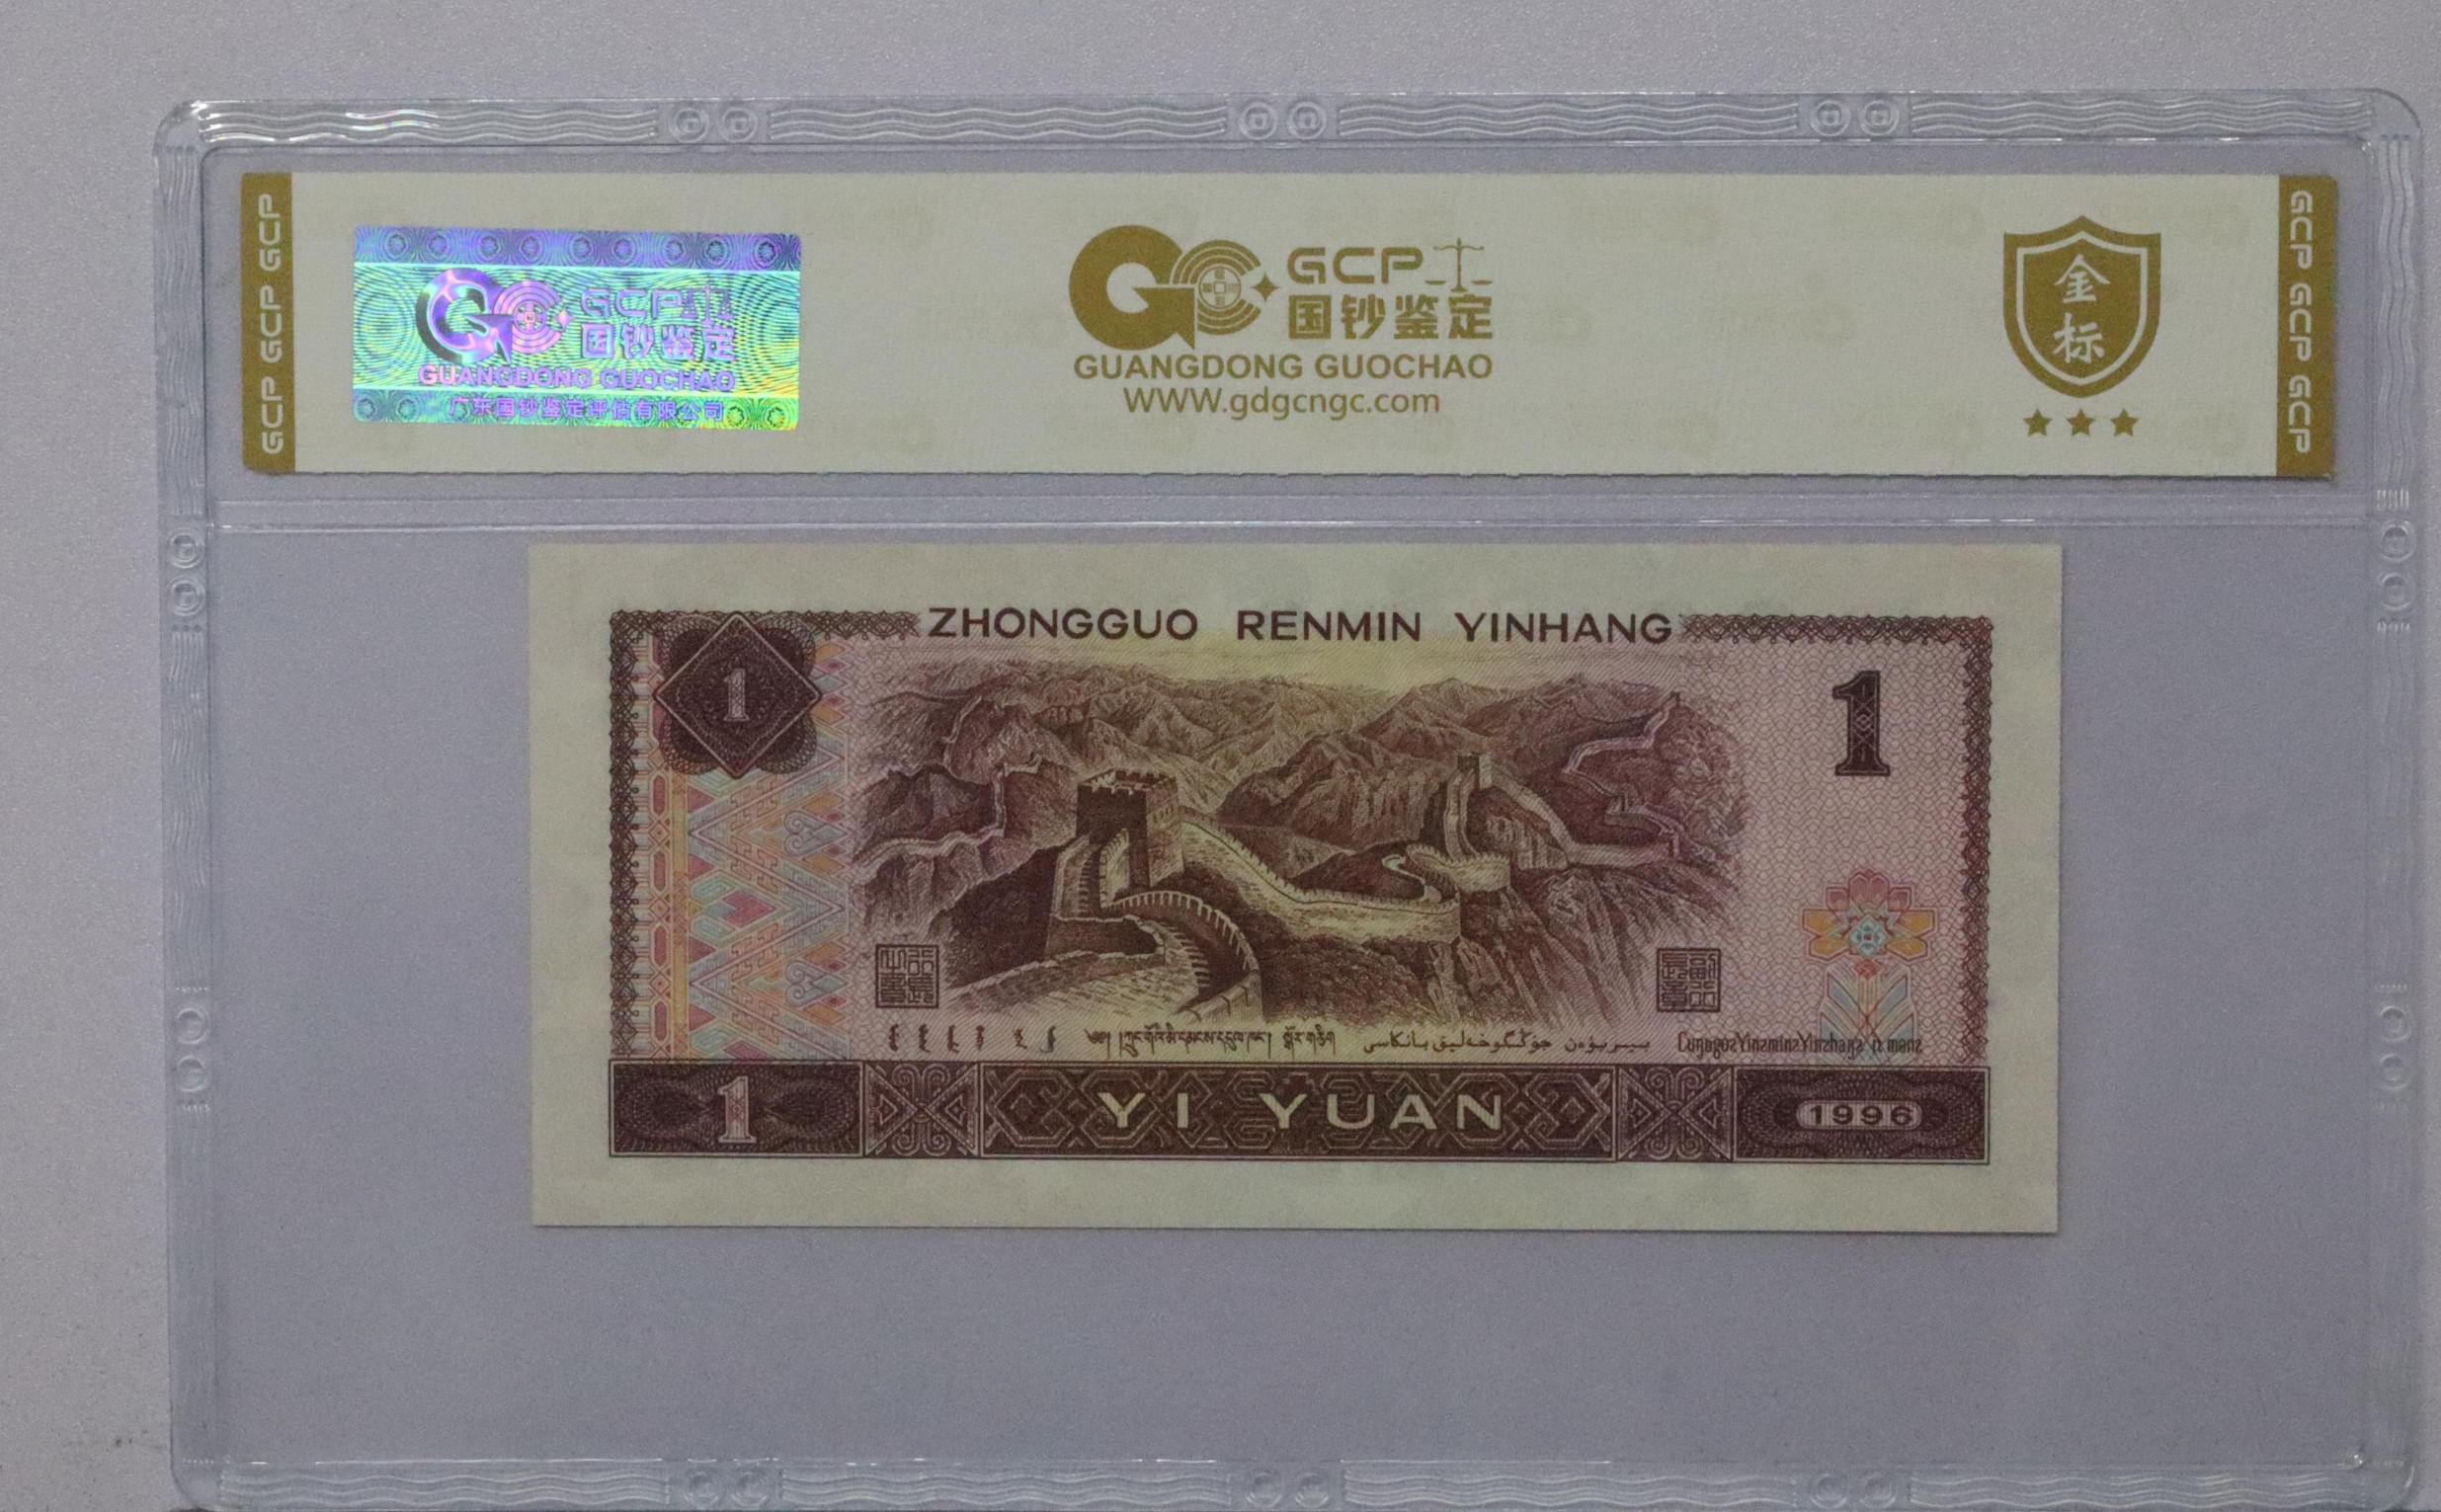 GCP GCP GCP
GCP
国钞鉴定
GUANGDONG GUOCHAO
广东国钞鉴定评估有限公司
GCP
国钞鉴定
GUANGDONG GUOCHAO
WWW.gdgcngc.com
金
标
GCP GCP GCP
ZHONGGUO RENMIN YINHANG
1
1
1
YI YUAN
1996